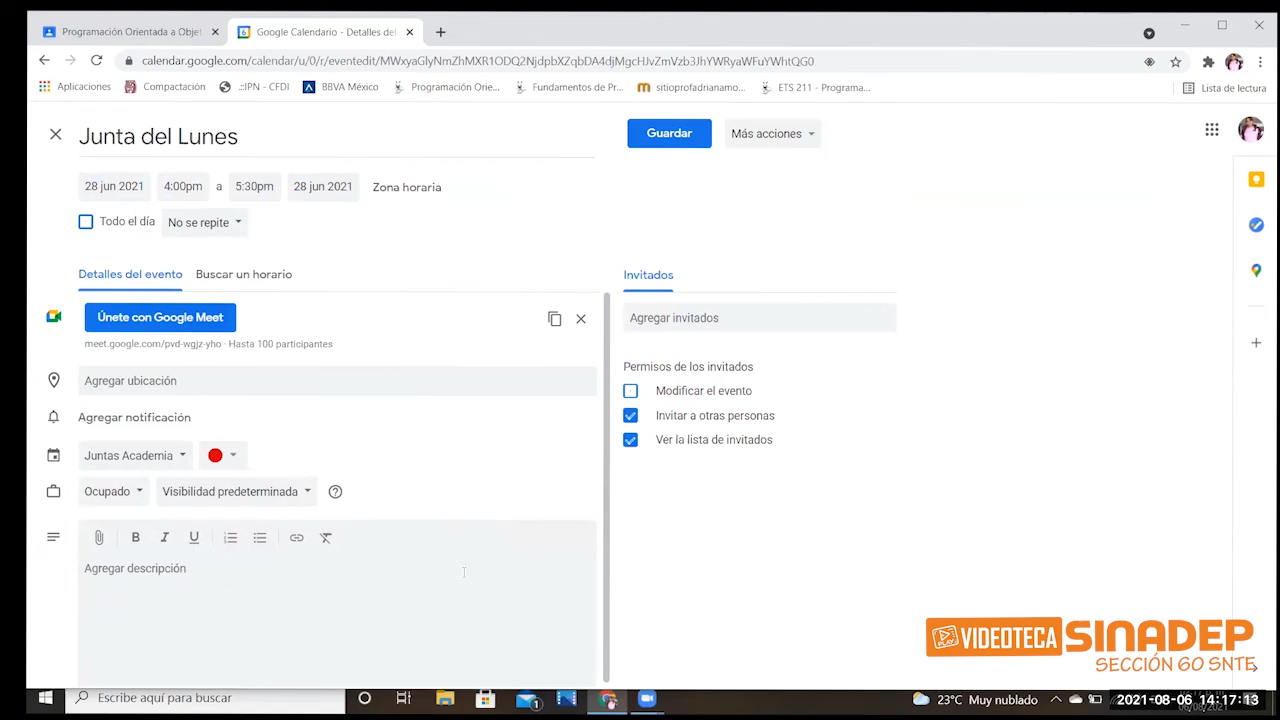 Programación Orientada a Obje
Google Calendario - Detalles del
calendar.google.com/calendar/u/0/r/eventedit/MWxyaGlyNmZhMXR1ODQ2NjdpbXZqbDA4djMgcHJvZmVzb3JhYWRyaWFuYWhtQG0
Aplicaciones
Compactación
.::IPN - CFDI
BBVA México
Programación Orie...
Fundamentos de Pr...
sitioprofadrianamo...
ETS 211 - Programa...
Lista de lectura
Junta del Lunes
Guardar
Más acciones
28 jun 2021 4:00pm a 5:30pm 28 jun 2021 Zona horaria
Todo el día No se repite
Detalles del evento Buscar un horario
Invitados
Únete con Google Meet
meet.google.com/pvd-wgjz-yho · Hasta 100 participantes
Agregar invitados
Permisos de los invitados
Modificar el evento
Invitar a otras personas
Ver la lista de invitados
Agregar ubicación
Agregar notificación
Juntas Academia
Ocupado Visibilidad predeterminada
B I U
Agregar descripción
PLAY VIDEOTECA SINADEP
SECCIÓN 60 SNTE
Escribe aquí para buscar
1
23°C Muy nublado
2021-08-06 14:17:13